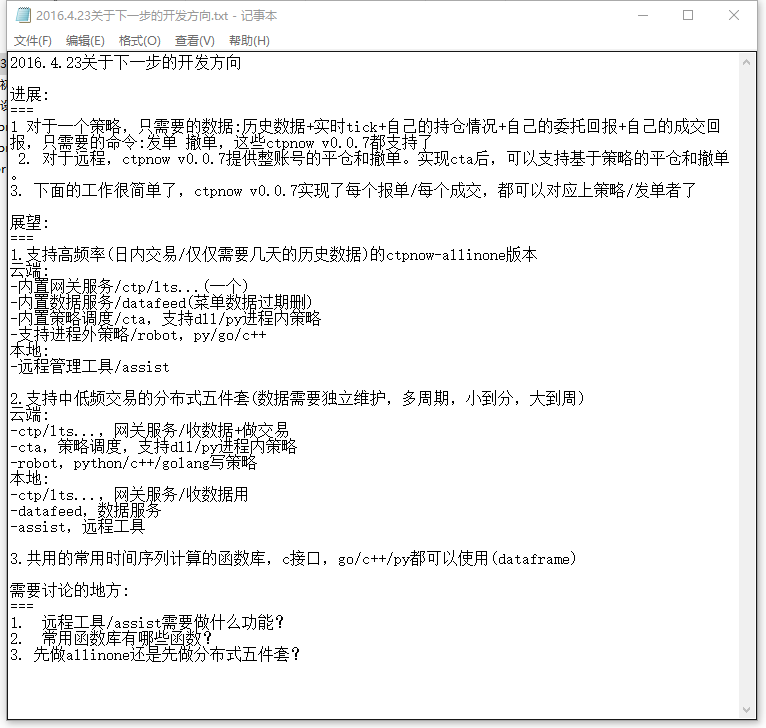 2016.4.23关于下一步的开发方向.txt - 记事本
文件(F) 编辑(E) 格式(O) 查看(V) 帮助(H)
2016.4.23关于下一步的开发方向
进展:
===
1 对于一个策略，只需要的数据:历史数据+实时tick+自己的持仓情况+自己的委托回报+自己的成交回
报，只需要的命令:发单 撤单，这些ctpnow v0.0.7都支持了
2. 对于远程，ctpnow v0.0.7提供整账号的平仓和撤单。实现cta后，可以支持基于策略的平仓和撤单
。
3. 下面的工作很简单了，ctpnow v0.0.7实现了每个报单/每个成交，都可以对应上策略/发单者了
展望:
===
1.支持高频率(日内交易/仅仅需要几天的历史数据)的ctpnow-allinone版本
云端:
-内置网关服务/ctp/lts...(一个)
-内置数据服务/datafeed(菜单数据过期删)
-内置策略调度/cta，支持dll/py进程内策略
-支持进程外策略/robot，py/go/c++
本地:
-远程管理工具/assist
2.支持中低频交易的分布式五件套(数据需要独立维护，多周期，小到分，大到周)
云端:
-ctp/lts...，网关服务/收数据+做交易
-cta，策略调度，支持dll/py进程内策略
-robot，python/c++/golang写策略
本地:
-ctp/lts...，网关服务/收数据用
-datafeed，数据服务
-assist，远程工具
3.共用的常用时间序列计算的函数库，c接口，go/c++/py都可以使用(dataframe)
需要讨论的地方:
===
1. 远程工具/assist需要做什么功能？
2. 常用函数库有哪些函数？
3. 先做allinone还是先做分布式五件套？